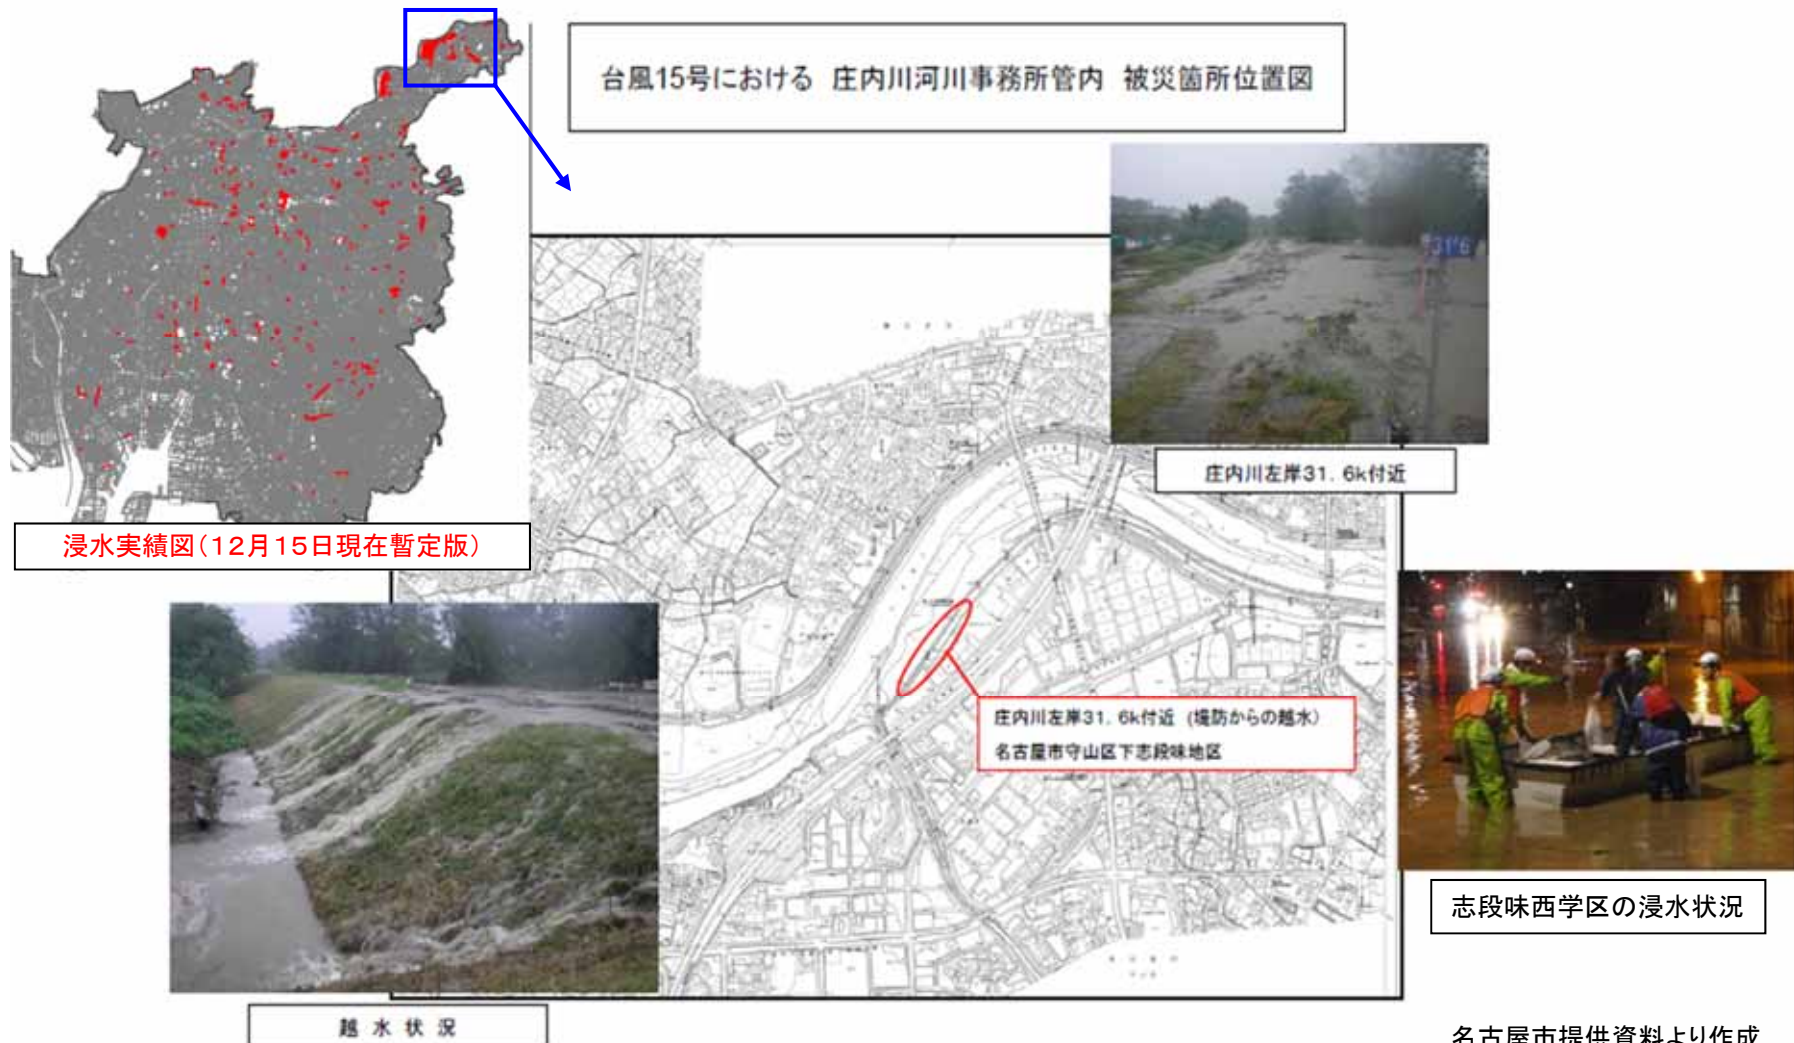 台風15号における 庄内川河川事務所管内 被災箇所位置図
31.6
庄内川左岸31.6k付近
浸水実績図(12月15日現在暫定版)
庄内川左岸31.6k付近 (堤防からの越水)
名古屋市守山区下志段味地区
志段味西学区の浸水状況
越水状況
名古屋市提供資料より作成